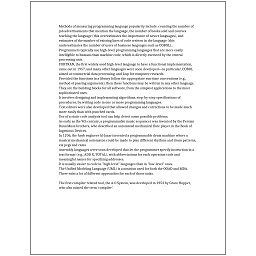 Methods of measuring programming language popularity include: counting the number of
job advertisements that mention the language, the number of books sold and courses
teaching the language (this overestimates the importance of newer languages), and
estimates of the number of existing lines of code written in the language (this
underestimates the number of users of business languages such as COBOL).
Programs in typically use high-level programming languages that are more easily
intelligible to humans than machine code, which is directly executed by the central
processing unit.
FORTRAN, the first widely used high-level language to have a functional implementation,
came out in 1957, and many other languages were soon developed—in particular, COBOL
aimed at commercial data processing, and Lisp for computer research.
Provided the functions in a library follow the appropriate run-time conventions (e.g.,
method of passing arguments), then these functions may be written in any other language.
They are the building blocks for all software, from the simplest applications to the most
sophisticated ones.
It involves designing and implementing algorithms, step-by-step specifications of
procedures, by writing code in one or more programming languages.
Text editors were also developed that allowed changes and corrections to be made much
more easily than with punched cards.
Use of a static code analysis tool can help detect some possible problems.
As early as the 9th century, a programmable music sequencer was invented by the Persian
Banu Musa brothers, who described an automated mechanical flute player in the Book of
Ingenious Devices.
In 1206, the Arab engineer Al-Jazari invented a programmable drum machine where a
musical mechanical automaton could be made to play different rhythms and drum patterns,
via pegs and cams.
Assembly languages were soon developed that let the programmer specify instruction in a
text format (e.g., ADD X, TOTAL), with abbreviations for each operation code and
meaningful names for specifying addresses.
It is usually easier to code in "high-level" languages than in "low-level" ones.
The Unified Modeling Language (UML) is a notation used for both the OOAD and MDA.
There exist a lot of different approaches for each of those tasks.
The first compiler related tool, the A-0 System, was developed in 1952 by Grace Hopper,
who also coined the term 'compiler'.